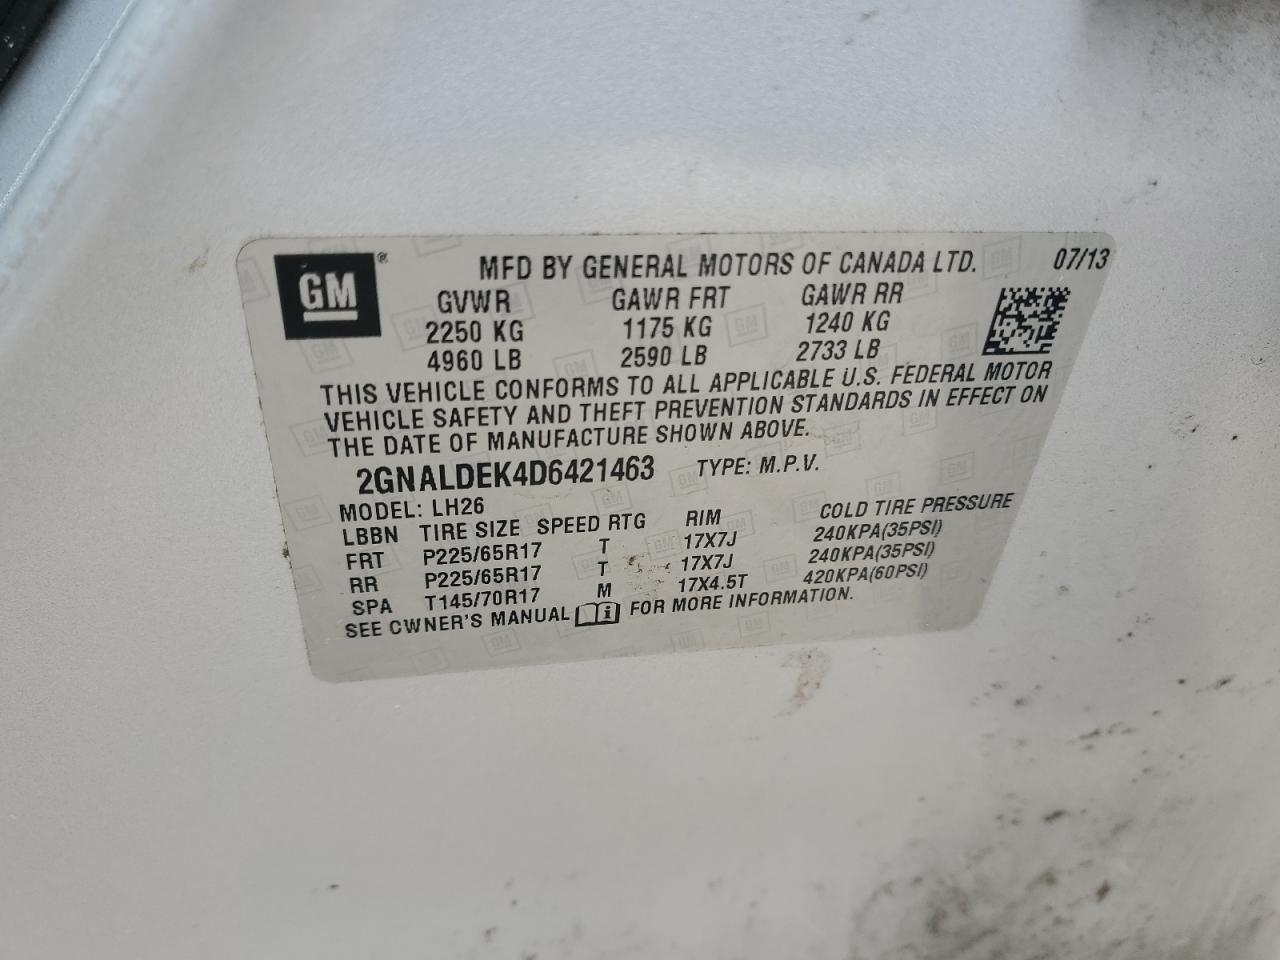 GM ®
MFD BY GENERAL MOTORS OF CANADA LTD. 07/13
GVWR GAWR FRT GAWR RR
2250 KG 1175 KG 1240 KG
4960 LB 2590 LB 2733 LB
THIS VEHICLE CONFORMS TO ALL APPLICABLE U.S. FEDERAL MOTOR
VEHICLE SAFETY AND THEFT PREVENTION STANDARDS IN EFFECT ON
THE DATE OF MANUFACTURE SHOWN ABOVE.
2GNALDEK4D6421463 TYPE: M.P.V.
MODEL: LH26
LBBN TIRE SIZE SPEED RTG RIM COLD TIRE PRESSURE
FRT P225/65R17 T 17X7J 240KPA(35PSI)
RR P225/65R17 T 17X7J 240KPA(35PSI)
SPA T145/70R17 M 17X4.5T 420KPA(60PSI)
SEE OWNER'S MANUAL i FOR MORE INFORMATION.